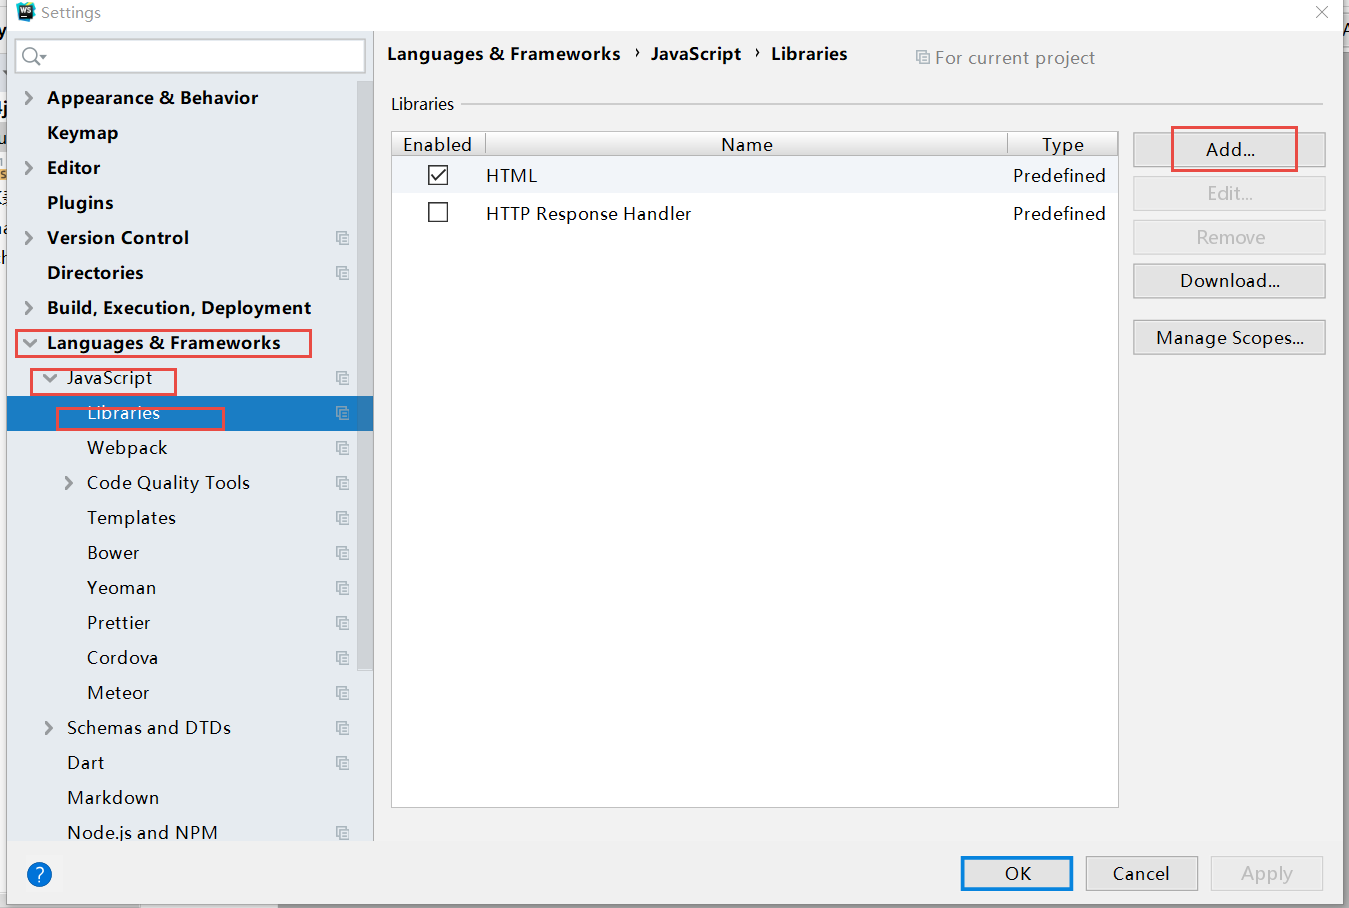 WS Settings
Languages & Frameworks › JavaScript › Libraries For current project
Appearance & Behavior
Keymap
Editor
Plugins
Version Control
Directories
Build, Execution, Deployment
Languages & Frameworks
JavaScript
Libraries
Webpack
Code Quality Tools
Templates
Bower
Yeoman
Prettier
Cordova
Meteor
Schemas and DTDs
Dart
Markdown
Node.js and NPM
Libraries
Enabled Name Type
HTML Predefined
HTTP Response Handler Predefined
Add...
Edit...
Remove
Download...
Manage Scopes...
?
OK Cancel Apply